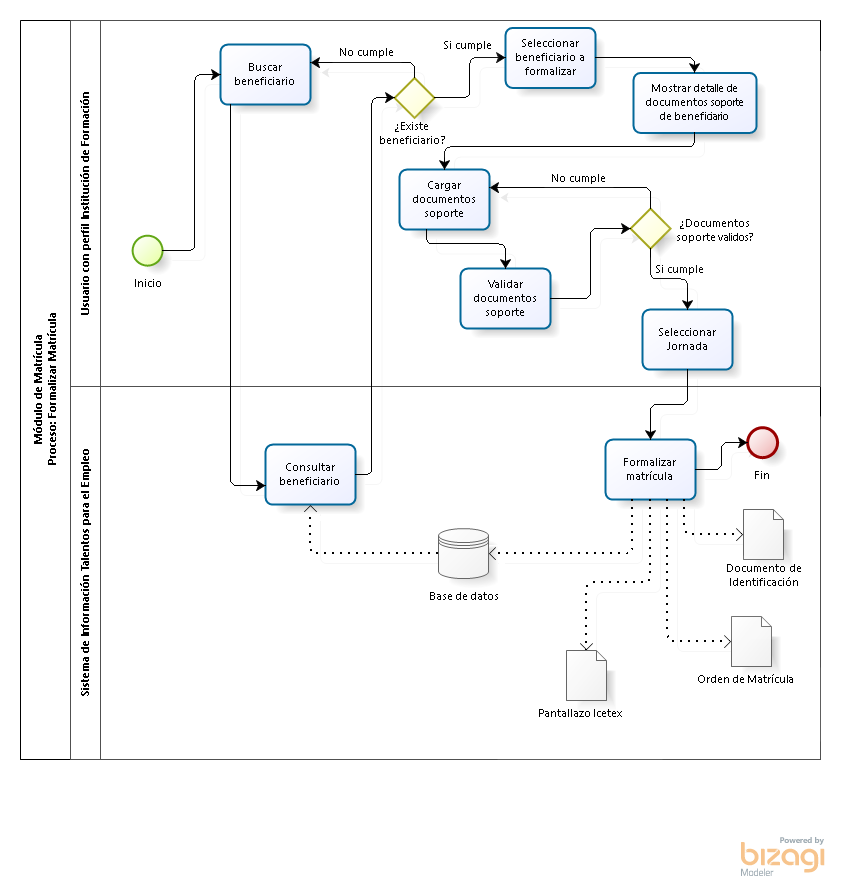 Módulo de Matrícula
Proceso: Formalizar Matrícula
Usuario con perfil Institución de Formación
Inicio
Buscar
beneficiario
No cumple
Si cumple
¿Existe
beneficiario?
Seleccionar
beneficiario a
formalizar
Mostrar detalle de
documentos soporte
de beneficiario
Cargar
documentos
soporte
No cumple
¿Documentos
soporte validos?
Validar
documentos
soporte
Si cumple
Seleccionar
Jornada
Sistema de Información Talentos para el Empleo
Consultar
beneficiario
Formalizar
matrícula
Fin
Base de datos
Documento de
Identificación
Orden de Matrícula
Pantallazo Icetex
Powered by
bizagi
Modeler